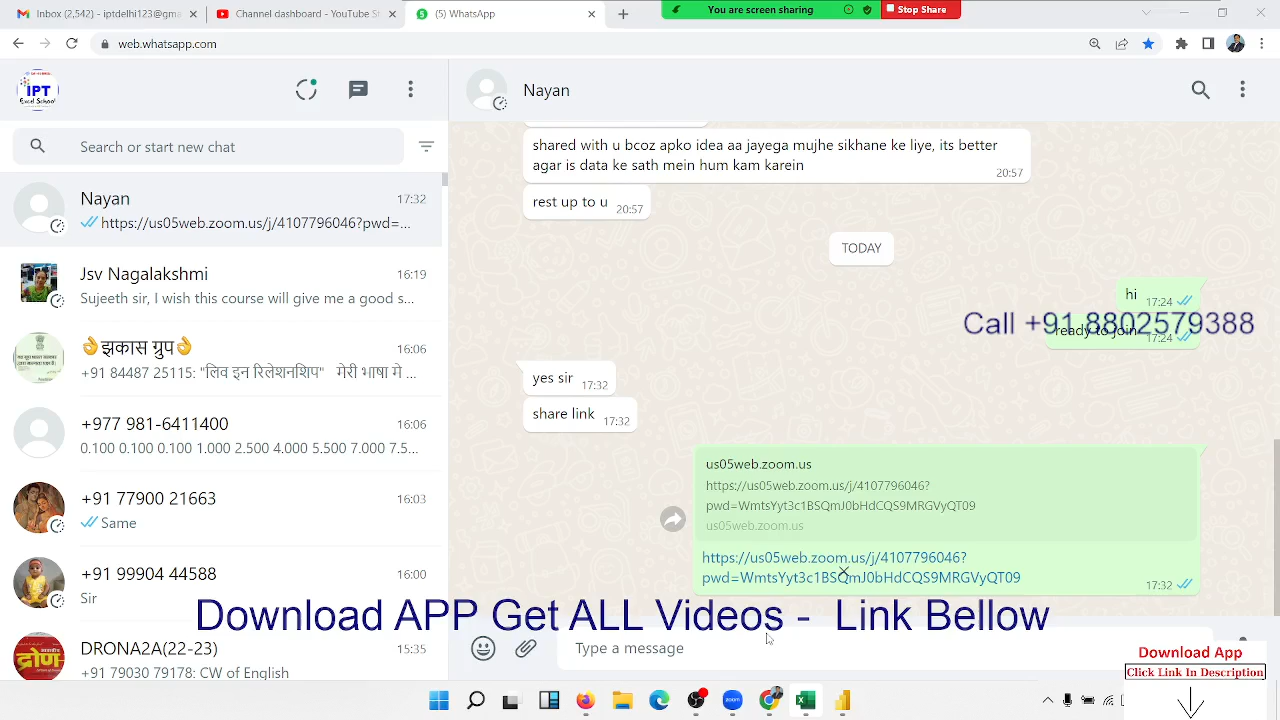 Inbox (5,542) - ipt.delhi123@gm
Channel dashboard - YouTube St
(5) WhatsApp
You are screen sharing
Stop Share
web.whatsapp.com
IPT
Excel School
Nayan
Search or start new chat
Nayan
17:32
https://us05web.zoom.us/j/4107796046?pwd=...
Jsv Nagalakshmi
16:19
Sujeeth sir, I wish this course will give me a good s...
👌झकास ग्रुप👌
16:06
+91 84487 25115: "लिव इन रिलेशनशिप" मेरी भाषा मे ...
+977 981-6411400
16:06
0.100 0.100 0.100 1.000 2.500 4.000 5.500 7.000 7.5...
+91 77900 21663
16:03
Same
+91 99904 44588
16:00
Sir
DRONA2A(22-23)
15:35
+91 79030 79178: CW of English
द्रोण
shared with u bcoz apko idea aa jayega mujhe sikhane ke liye, its better
agar is data ke sath mein hum kam karein
20:57
rest up to u 20:57
TODAY
hi 17:24
ready to join 17:24
Call +91 8802579388
yes sir 17:32
share link 17:32
us05web.zoom.us
https://us05web.zoom.us/j/4107796046?
pwd=WmtsYyt3c1BSQmJ0bHdCQS9MRGVyQT09
us05web.zoom.us
https://us05web.zoom.us/j/4107796046?
pwd=WmtsYyt3c1BSQmJ0bHdCQS9MRGVyQT09
17:32
Download APP Get ALL Videos - Link Bellow
Type a message
Download App
Click Link In Description
zoom